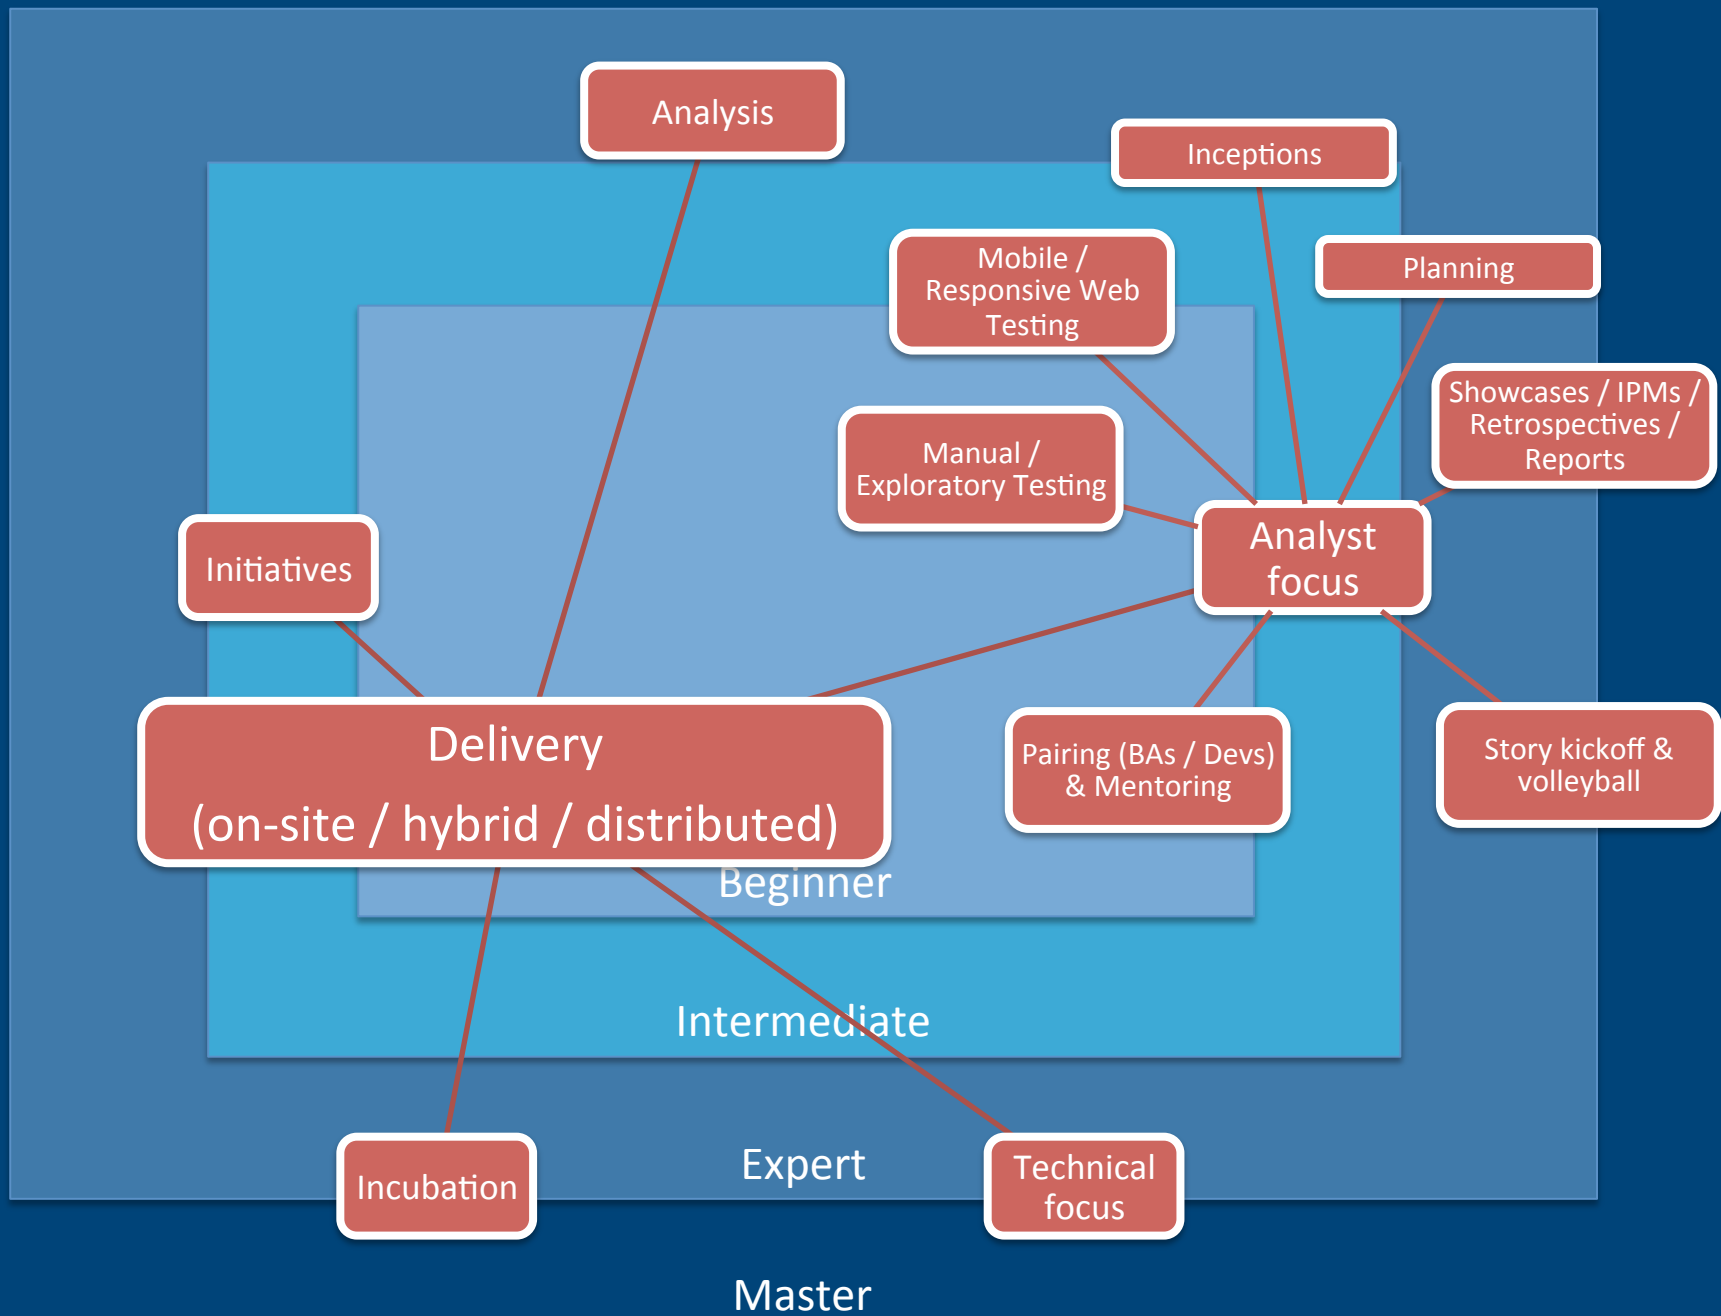 Analysis
Inceptions
Mobile /
Responsive Web
Testing
Planning
Showcases / IPMs /
Retrospectives /
Reports
Manual /
Exploratory Testing
Analyst
focus
Initiatives
Delivery
(on-site / hybrid / distributed)
Pairing (BAs / Devs)
& Mentoring
Story kickoff &
volleyball
Beginner
Intermediate
Expert
Incubation
Technical
focus
Master